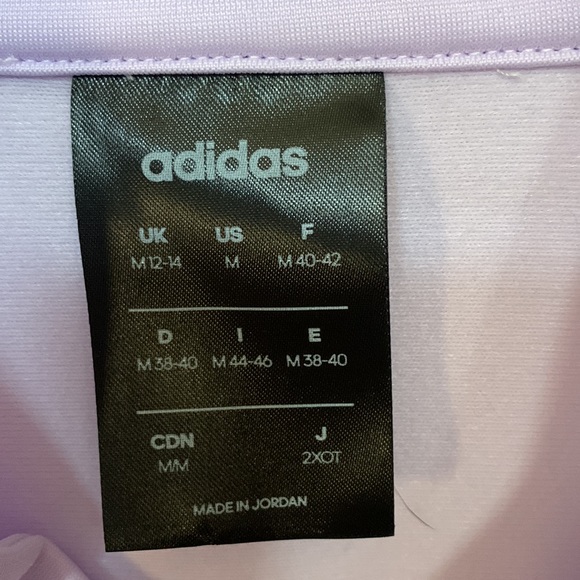 adidas
UK US F
M 12-14 M M 40-42
D I E
M 38-40 M 44-46 M 38-40
CDN J
M/M 2XOT
MADE IN JORDAN